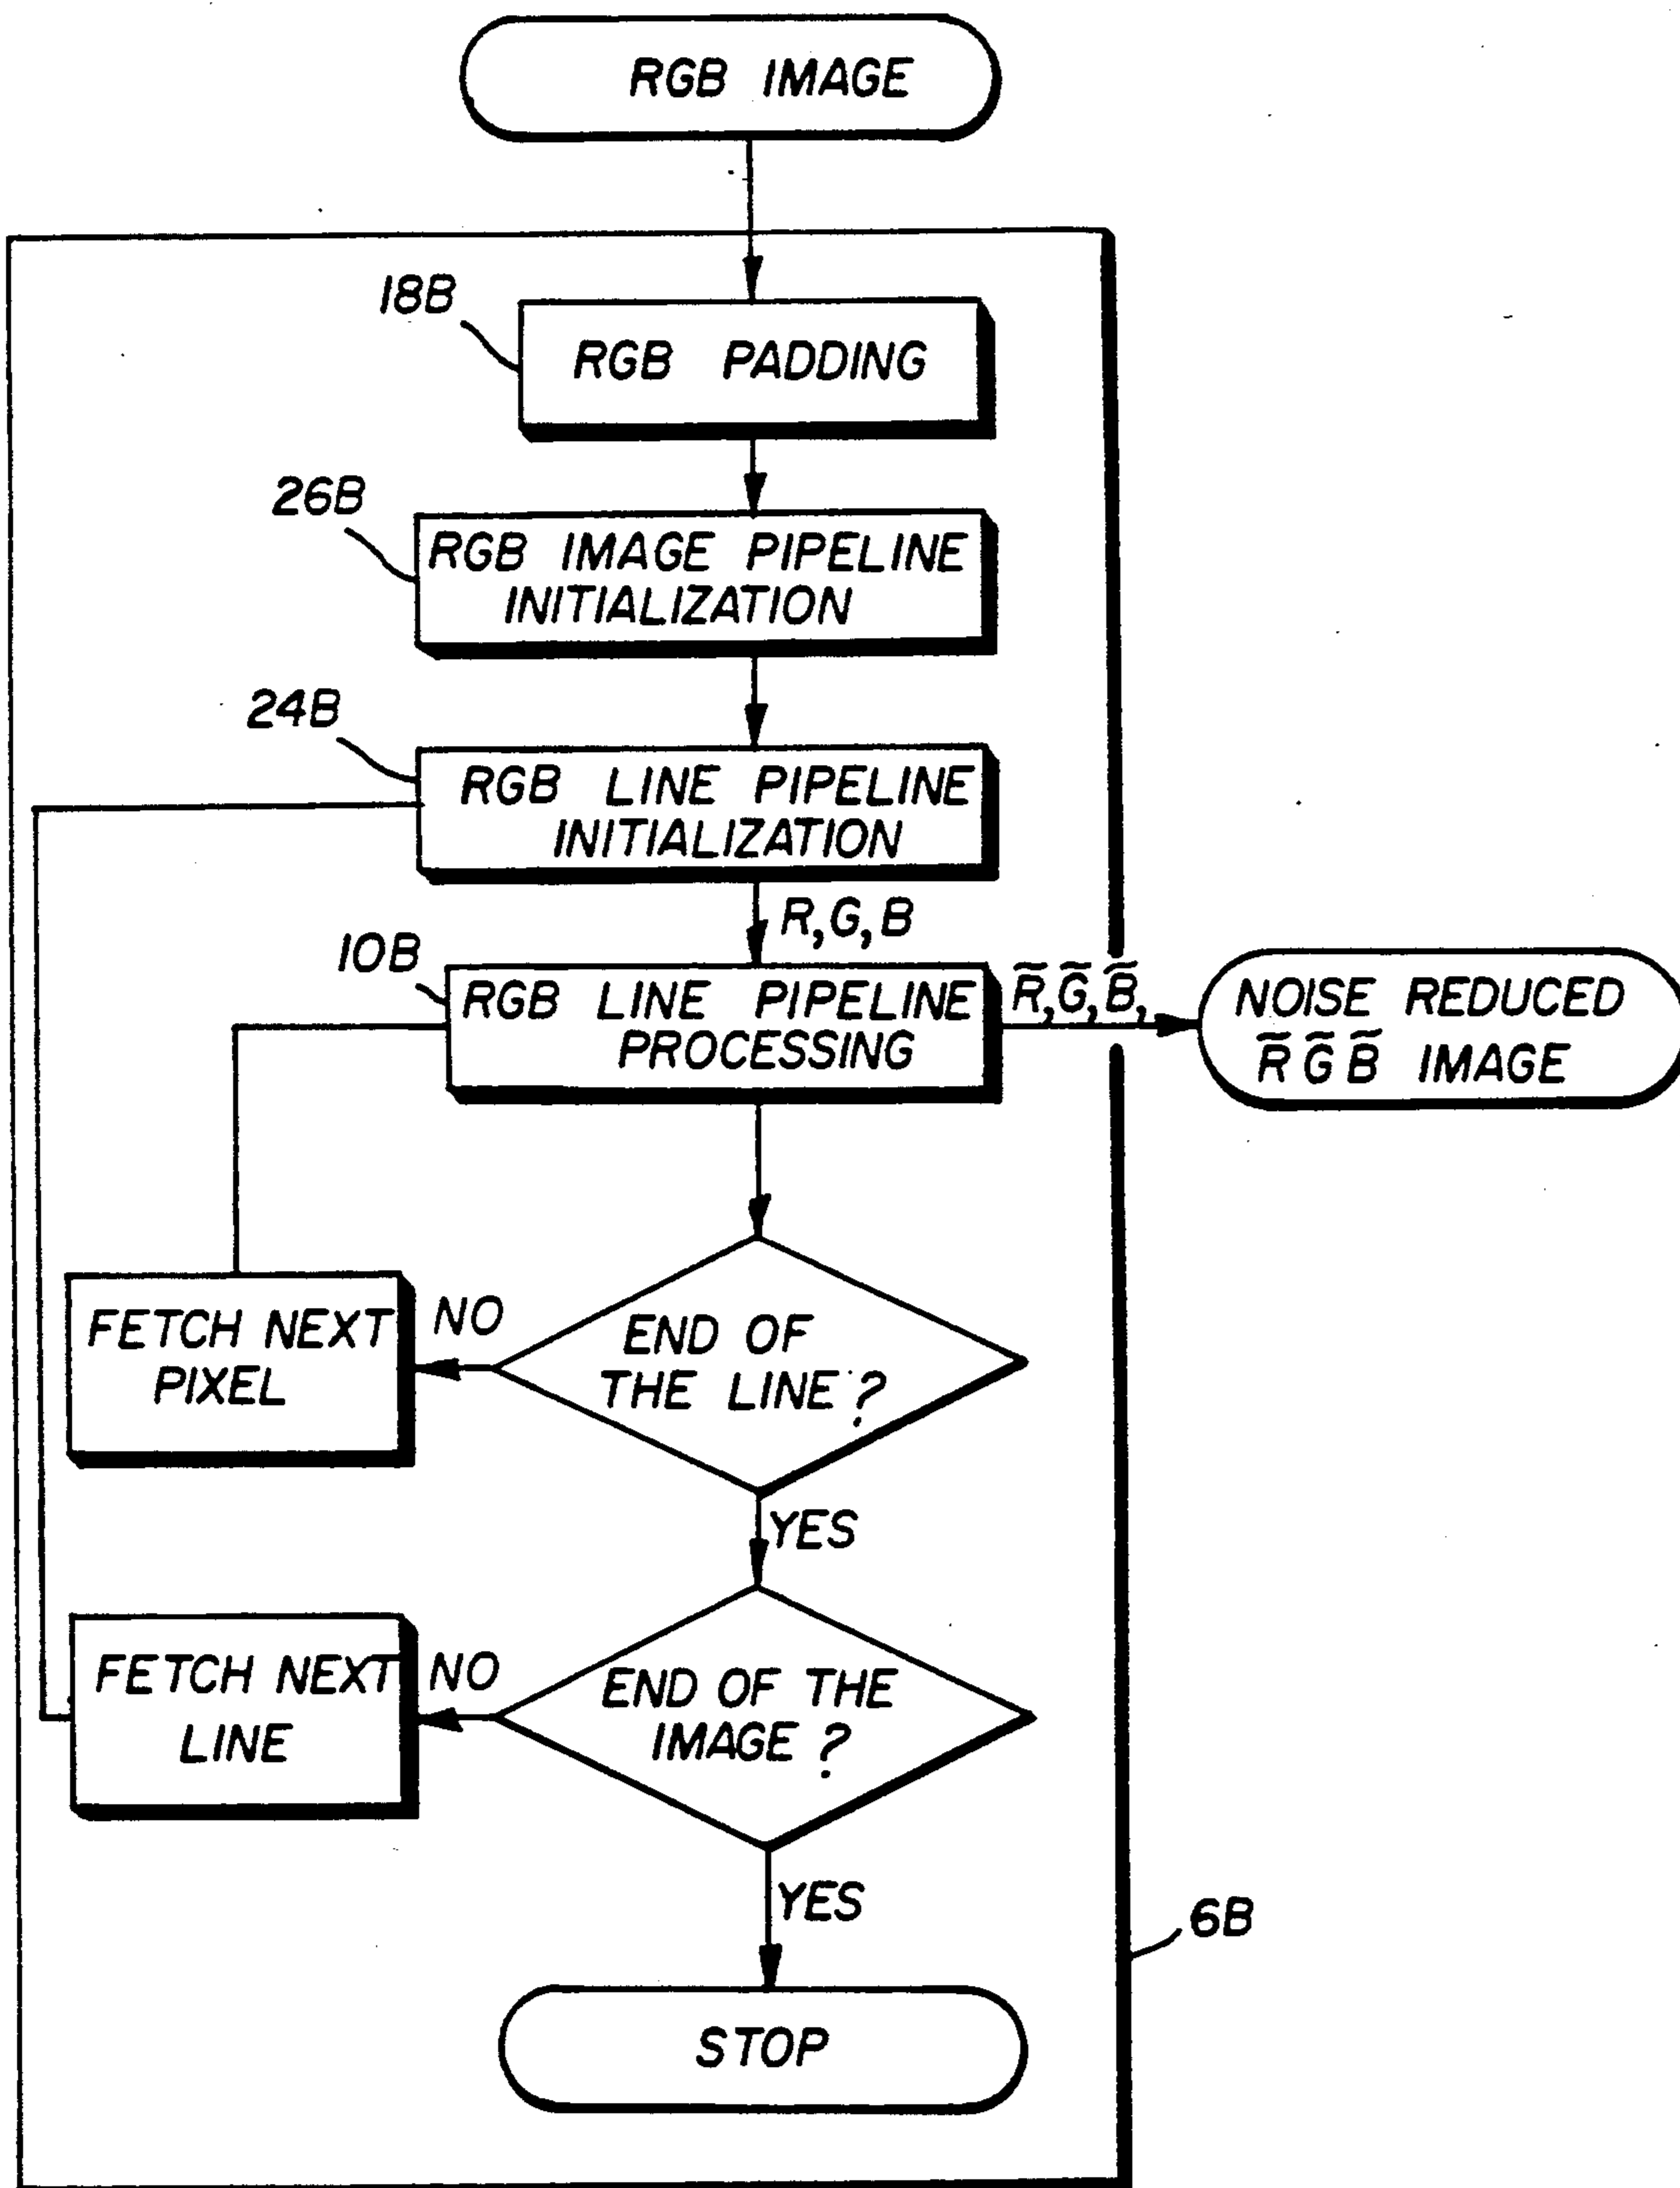 RGB IMAGE
18B
RGB PADDING
26B
RGB IMAGE PIPELINE
INITIALIZATION
24B
RGB LINE PIPELINE
INITIALIZATION
R,G,B
10B
RGB LINE PIPELINE
PROCESSING
R̃,G̃,B̃,
NOISE REDUCED
R̃ G̃ B̃ IMAGE
FETCH NEXT
PIXEL
NO
END OF
THE LINE?
YES
FETCH NEXT
LINE
NO
END OF THE
IMAGE?
YES
6B
STOP